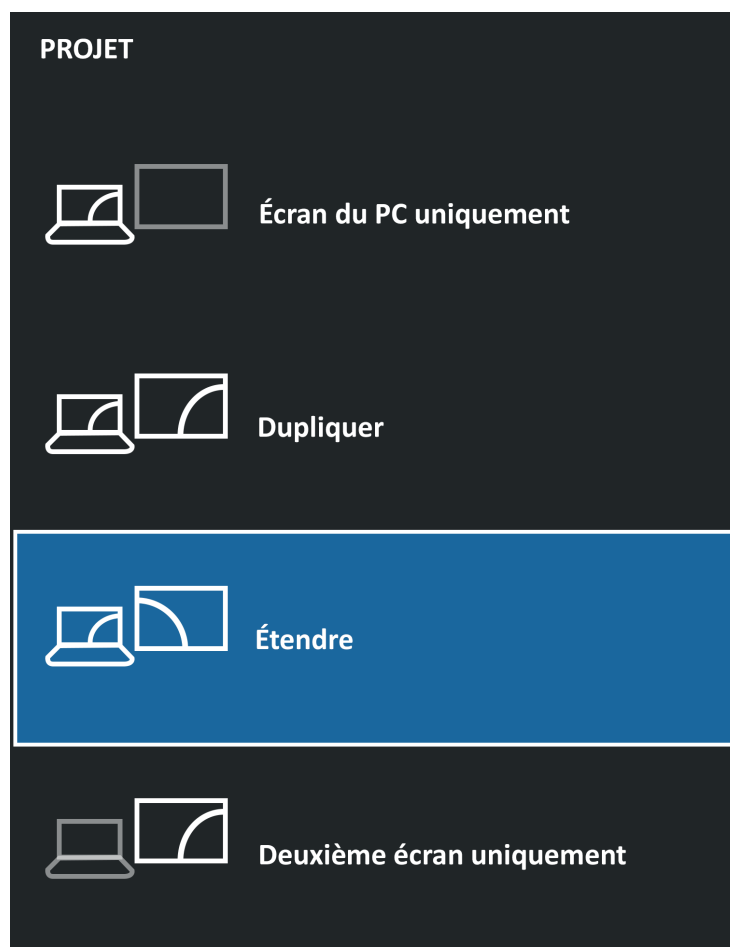 PROJET
Écran du PC uniquement
Dupliquer
Étendre
Deuxième écran uniquement